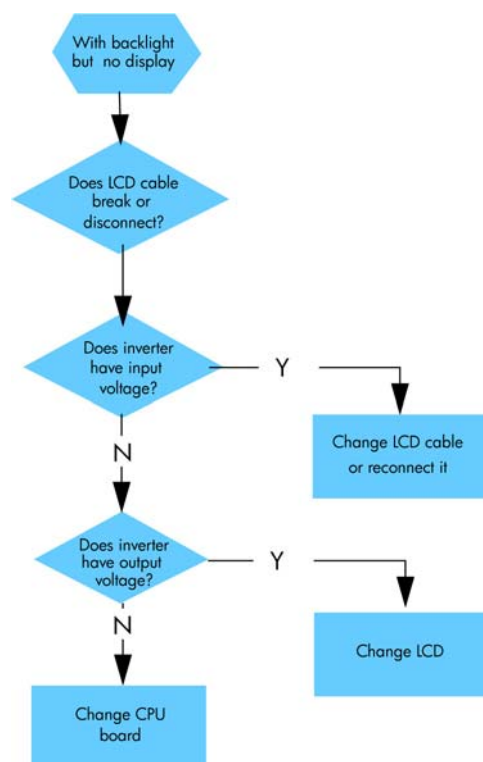 With backlight
but no display
Does LCD cable
break or
disconnect?
Does inverter
have input
voltage?
Y
Change LCD cable
or reconnect it
N
Does inverter
have output
voltage?
Y
Change LCD
N
Change CPU
board